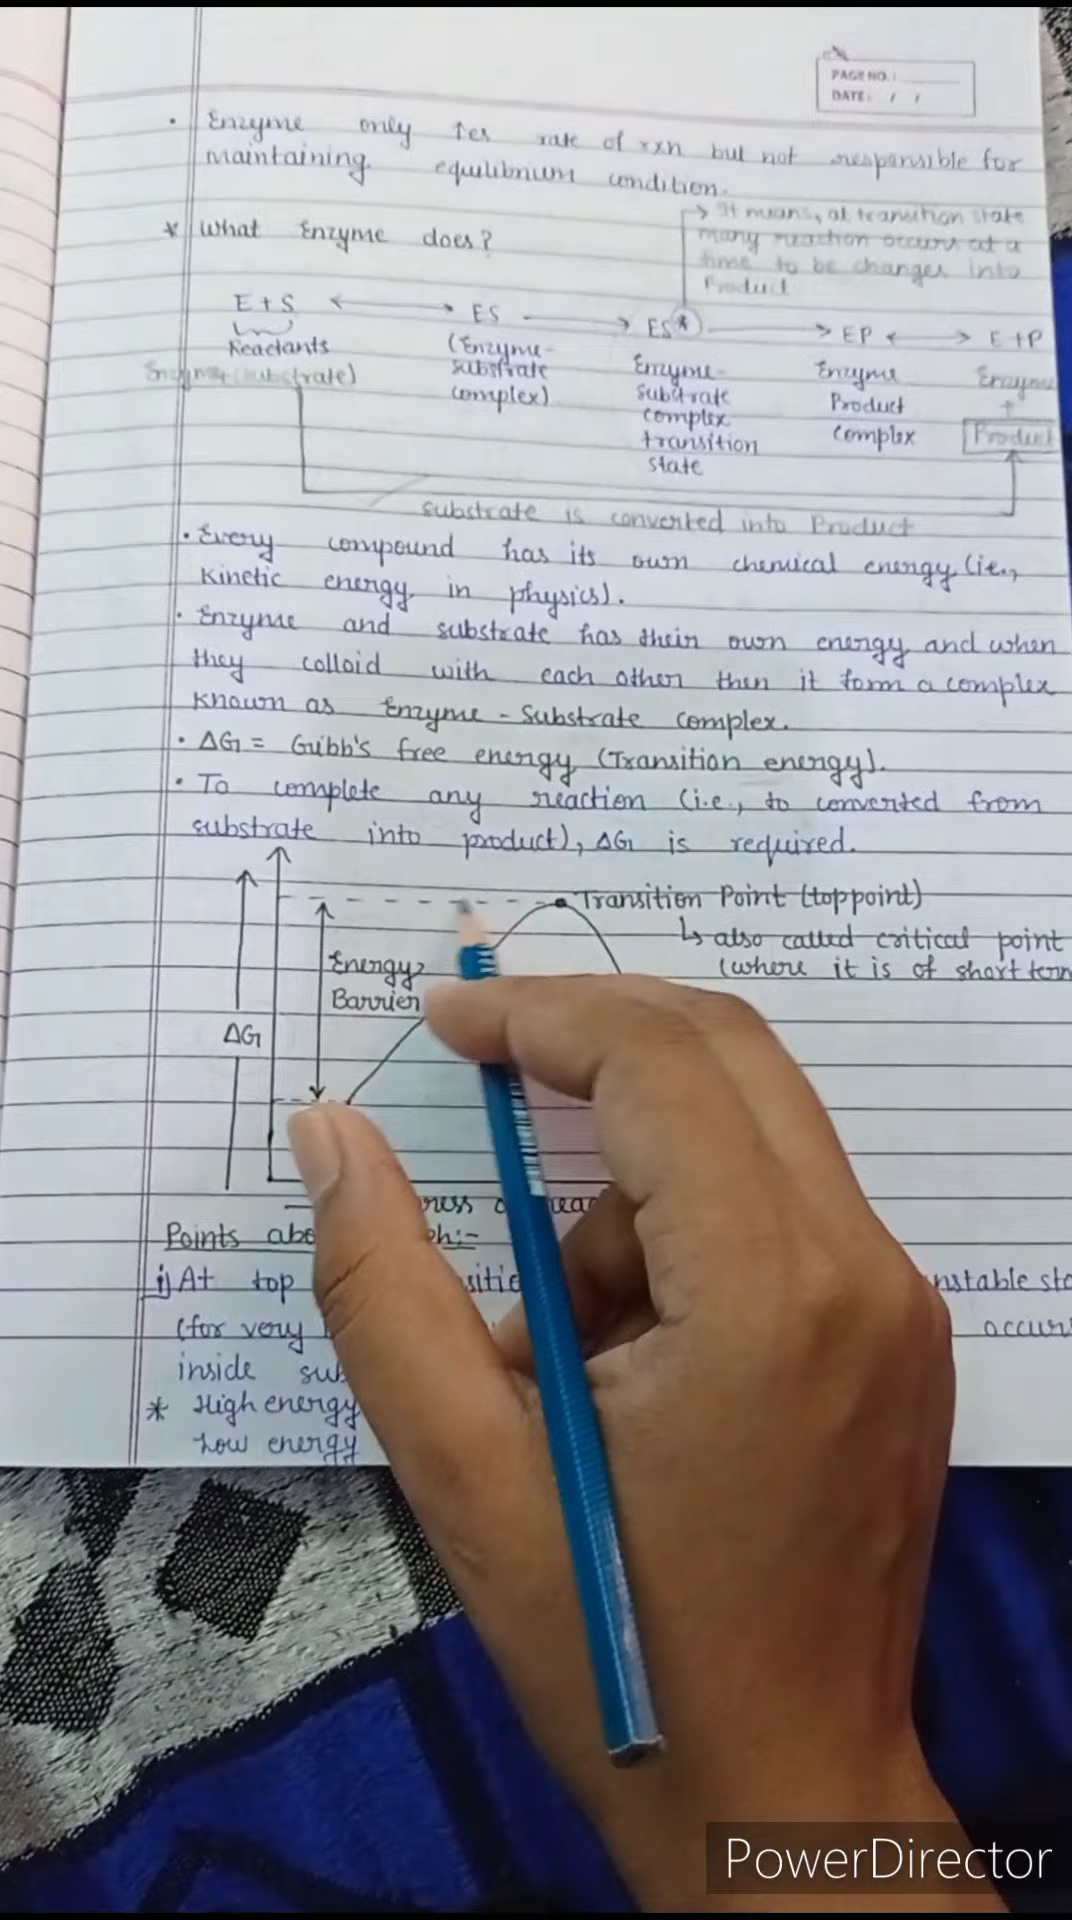 PAGE NO.:
DATE: / /
• Enzyme only ↑es rate of rxn but not responsible for
maintaining equilibrium condition.
* What Enzyme does?
→ It means, at transition state
many reaction occurs at a
time to be changes into
Product
E+S ↔ ES → ES* → EP ↔ E+P
Reactants
Enzyme+(substrate)
(Enzyme-
substrate
complex)
Enzyme-
substrate
complex
transition
state
Enzyme
Product
complex
Enzyme
+
Product
substrate is converted into Product
• Every compound has its own chemical energy (i.e.,
Kinetic energy in physics).
• Enzyme and substrate has their own energy and when
they colloid with each other then it form a complex
known as Enzyme-Substrate complex.
• ΔG = Gibb's free energy (Transition energy).
• To complete any reaction (i.e., to converted from
substrate into product), ΔG is required.
Transition Point (top point)
↳ also called critical point
(where it is of short term
Energy
Barrier
ΔG
Points
i) At top
(for very occur
inside
* High energy
Low energy
PowerDirector